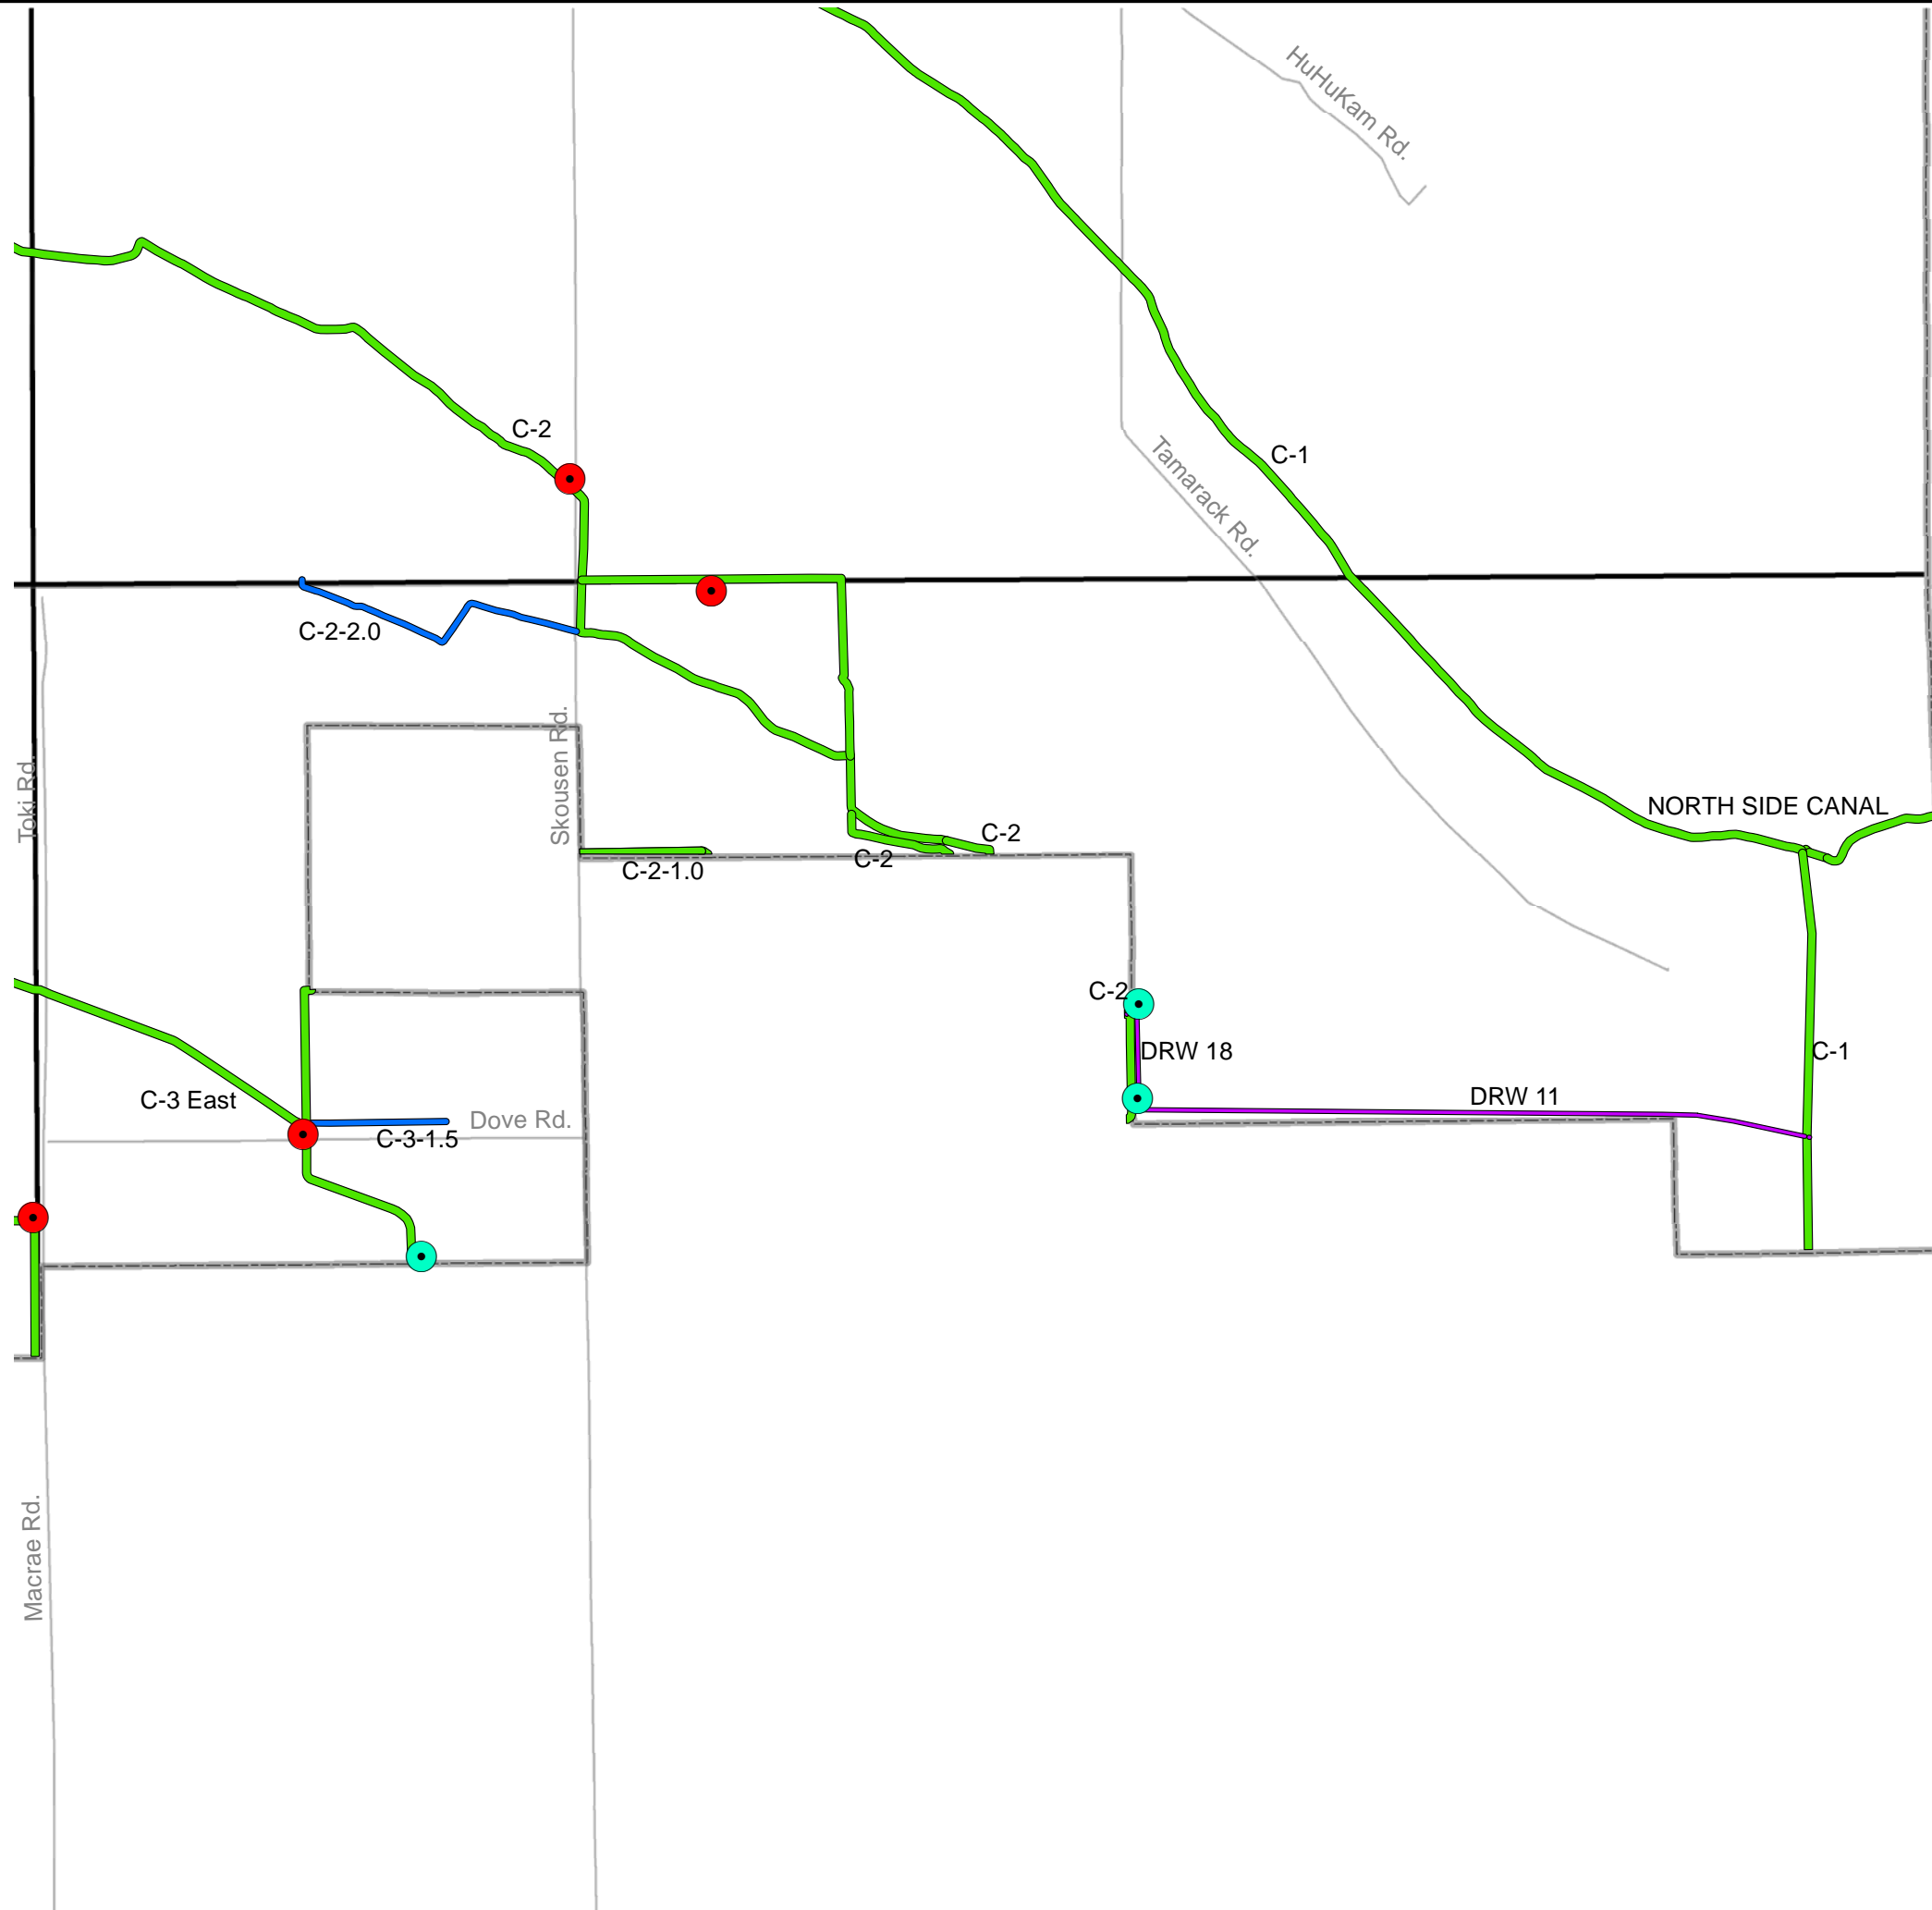 HuHuKam Rd.
C-2
C-1
Tamarack Rd.
C-2-2.0
Toki Rd.
Skousen Rd.
NORTH SIDE CANAL
C-2
C-2
C-2-1.0
C-2
DRW 18
C-1
DRW 11
C-3 East
Dove Rd.
C-3-1.5
Macrae Rd.